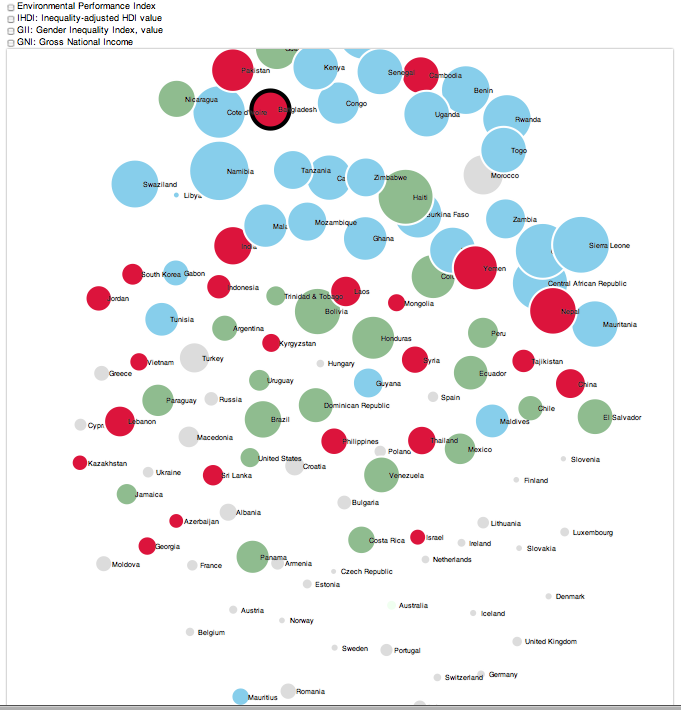 Environmental Performance Index
IHDI: Inequality-adjusted HDI value
GII: Gender Inequality Index, value
GNI: Gross National Income
Kenya
Pakistan
Senegal
Cambodia
Benin
Nicaragua
Congo
Cote d'
Bangladesh
Uganda
Rwanda
Togo
Namibia
Tanzania
Zimbabwe
Morocco
Swaziland
Libya
Haiti
Burkina Faso
Zambia
Mozambique
Ghana
India
Sierra Leone
South Korea
Gabon
Yemen
Central African Republic
Indonesia
Trinidad & Tobago
Laos
Jordan
Mongolia
Bolivia
Nepal
Tunisia
Mauritania
Argentina
Honduras
Peru
Kyrgyzstan
Vietnam
Turkey
Hungary
Syria
Tajikistan
Greece
Ecuador
Uruguay
Guyana
China
Paraguay
Russia
Spain
Dominican Republic
Chile
El Salvador
Brazil
Maldives
Cypr
Lebanon
Macedonia
Philippines
Thailand
Mexico
Poland
United States
Slovenia
Kazakhstan
Croatia
Ukraine
Sri Lanka
Venezuela
Finland
Jamaica
Bulgaria
Albania
Azerbaijan
Lithuania
Luxembourg
Costa Rica
Israel
Ireland
Georgia
Slovakia
Panama
Netherlands
Moldova
France
Armenia
Czech Republic
Estonia
Denmark
Australia
Austria
Iceland
Norway
Belgium
United Kingdom
Sweden
Portugal
Switzerland
Germany
Romania
Mauritius